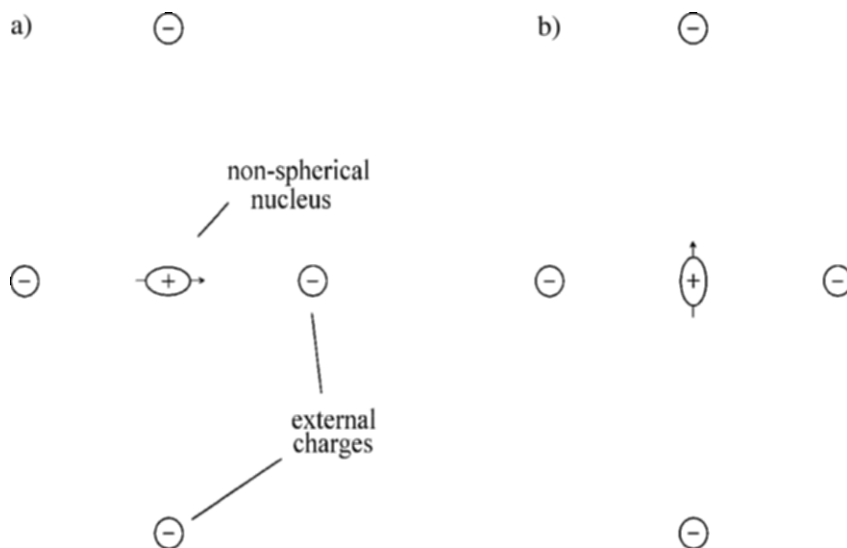 a)
b)
−
−
non-spherical
nucleus
−
+
−
−
+
−
external
charges
−
−